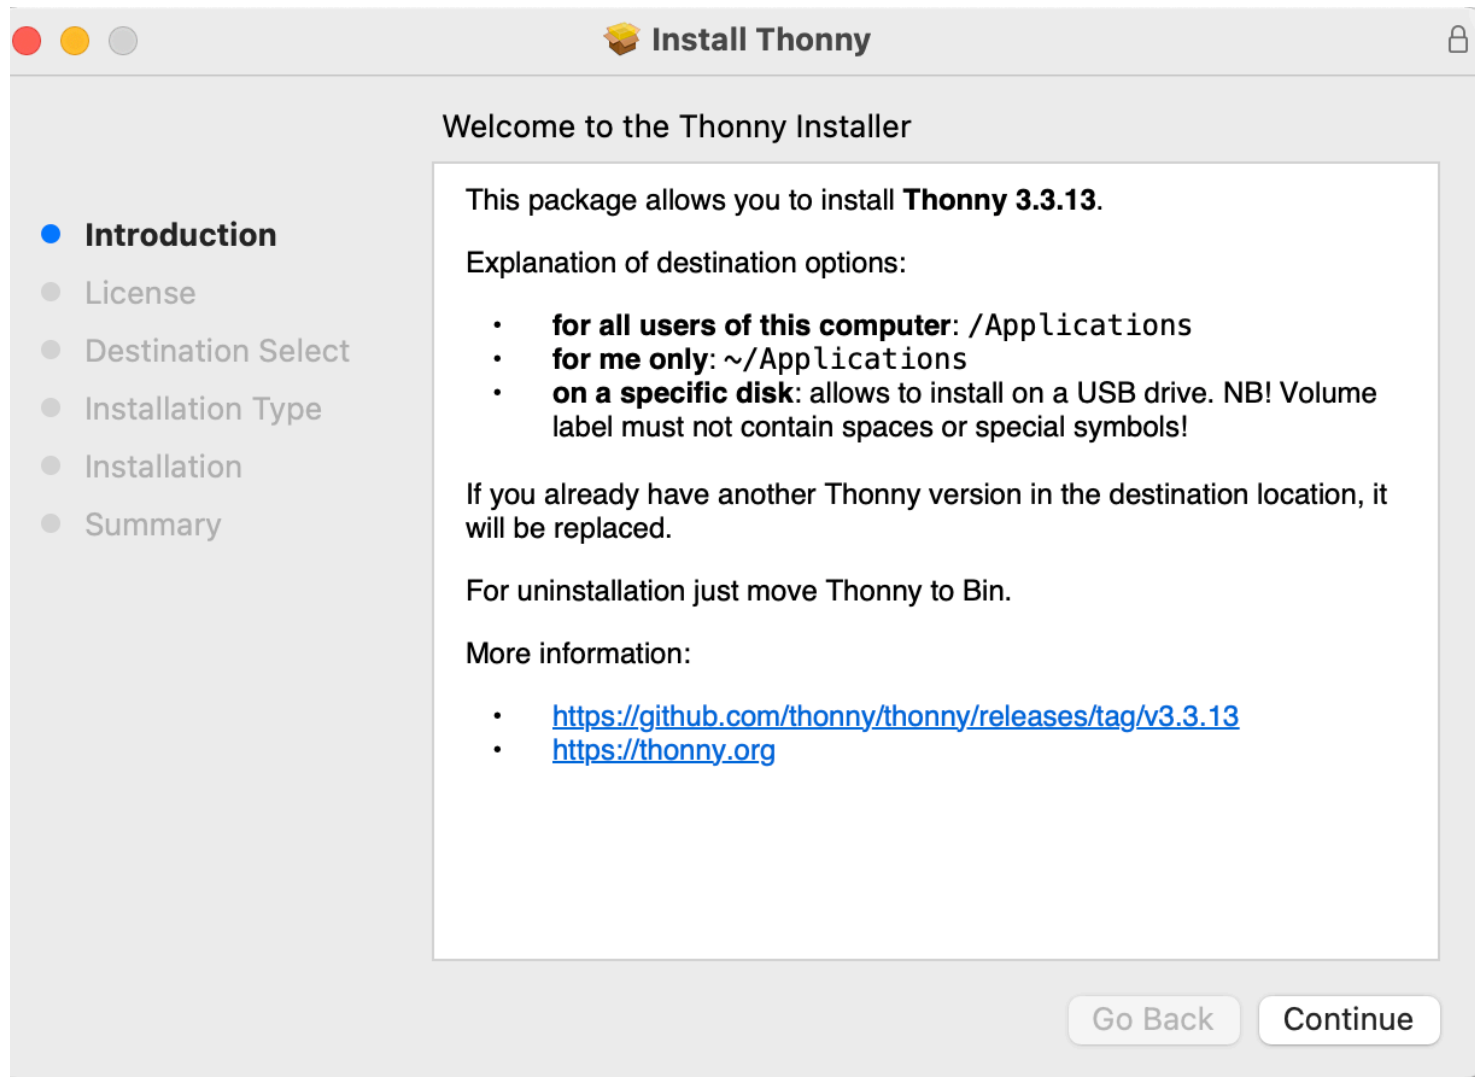 Install Thonny
Welcome to the Thonny Installer
Introduction
License
Destination Select
Installation Type
Installation
Summary
This package allows you to install Thonny 3.3.13.
Explanation of destination options:
• for all users of this computer: /Applications
• for me only: ~/Applications
• on a specific disk: allows to install on a USB drive. NB! Volume
label must not contain spaces or special symbols!
If you already have another Thonny version in the destination location, it
will be replaced.
For uninstallation just move Thonny to Bin.
More information:
• https://github.com/thonny/thonny/releases/tag/v3.3.13
• https://thonny.org
Go Back
Continue